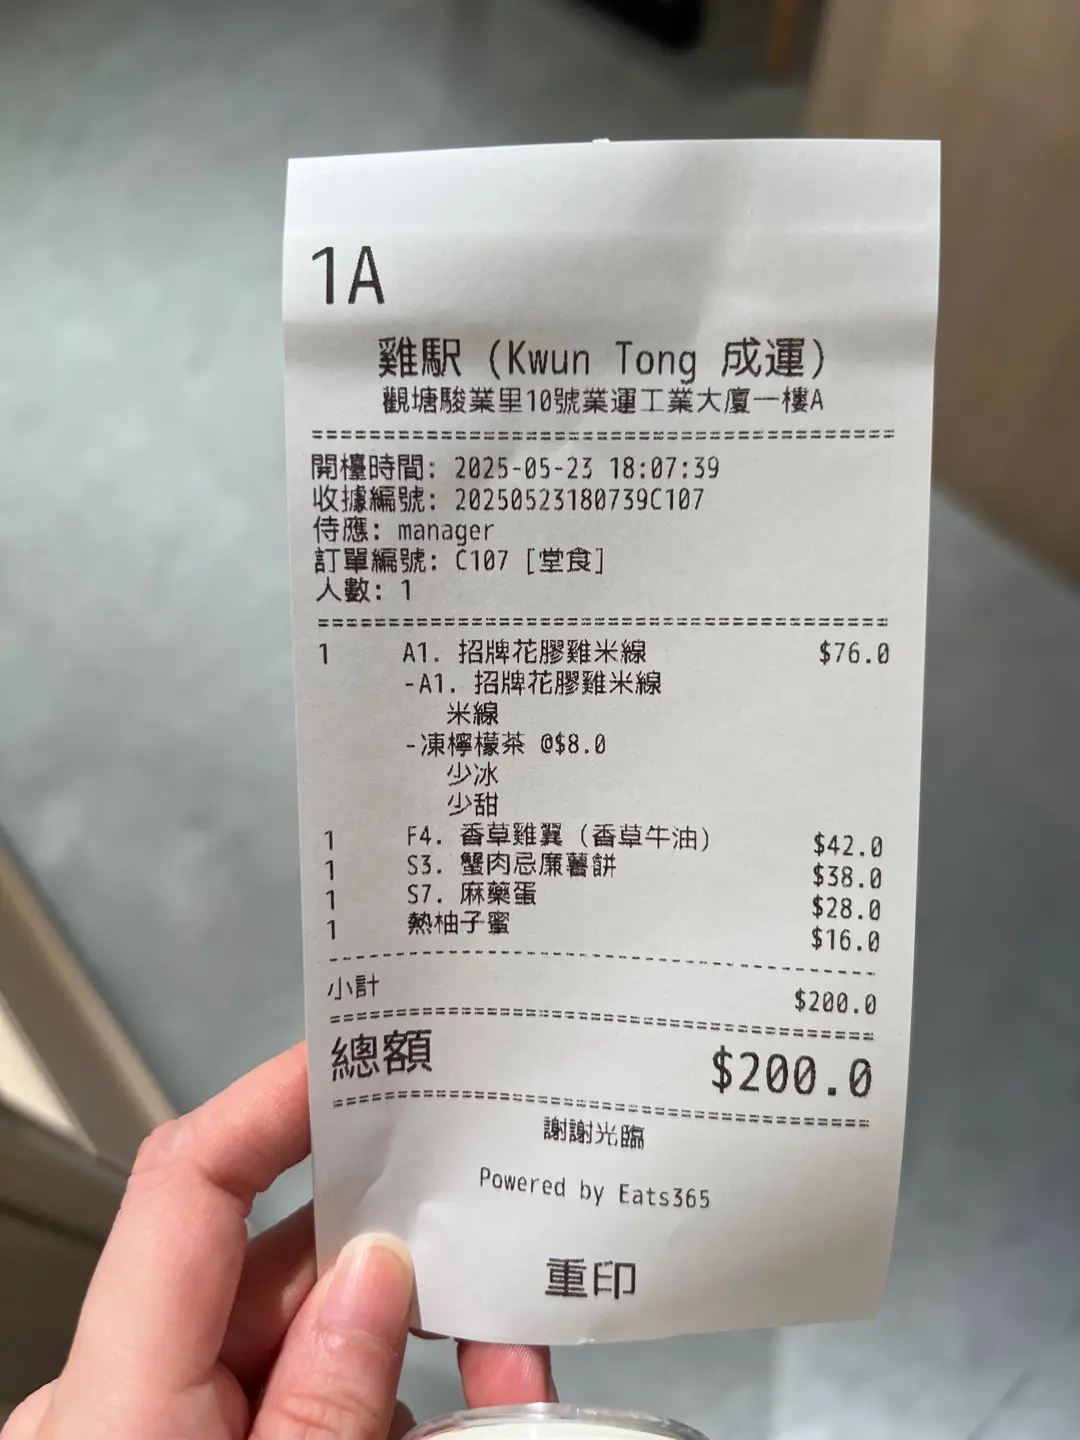 1A
雞駅 (Kwun Tong 成運)
觀塘駿業里10號業運工業大廈一樓A
======================================
開檯時間: 2025-05-23 18:07:39
收據編號: 20250523180739C107
侍應: manager
訂單編號: C107 [堂食]
人數: 1
======================================
1 A1. 招牌花膠雞米線 $76.0
-A1. 招牌花膠雞米線
米線
-凍檸檬茶 @$8.0
少冰
少甜
1 F4. 香草雞翼 (香草牛油) $42.0
1 S3. 蟹肉忌廉薯餅 $38.0
1 S7. 麻藥蛋 $28.0
1 熱柚子蜜 $16.0
--------------------------------------
小計 $200.0
======================================
總額 $200.0
======================================
謝謝光臨
Powered by Eats365
重印